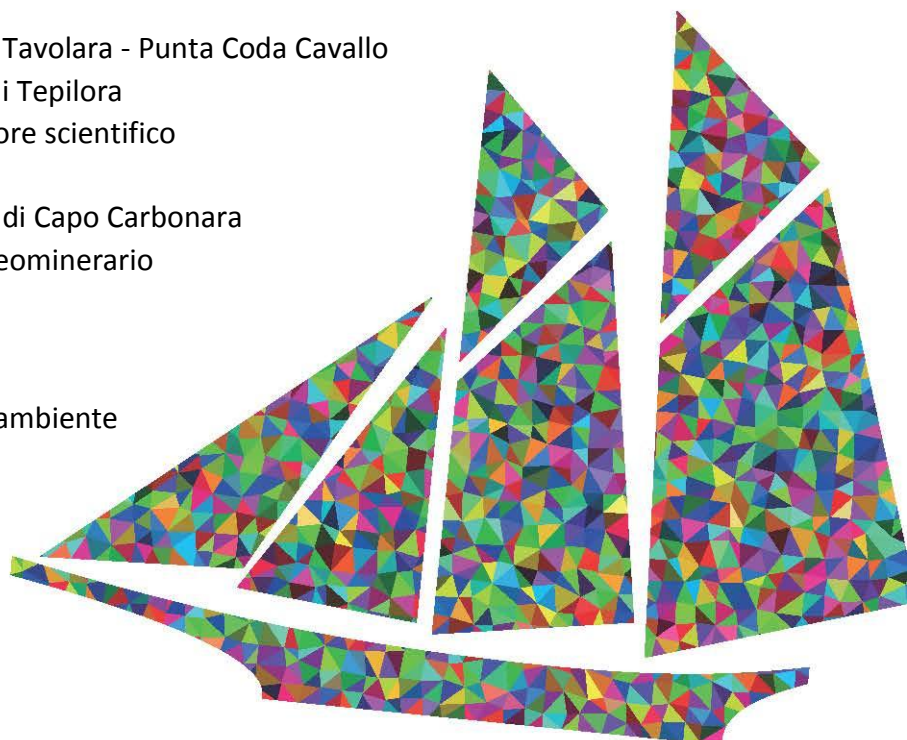 Tavolara - Punta Coda Cavallo
i Tepilora
ore scientifico
di Capo Carbonara
eominerario
ambiente